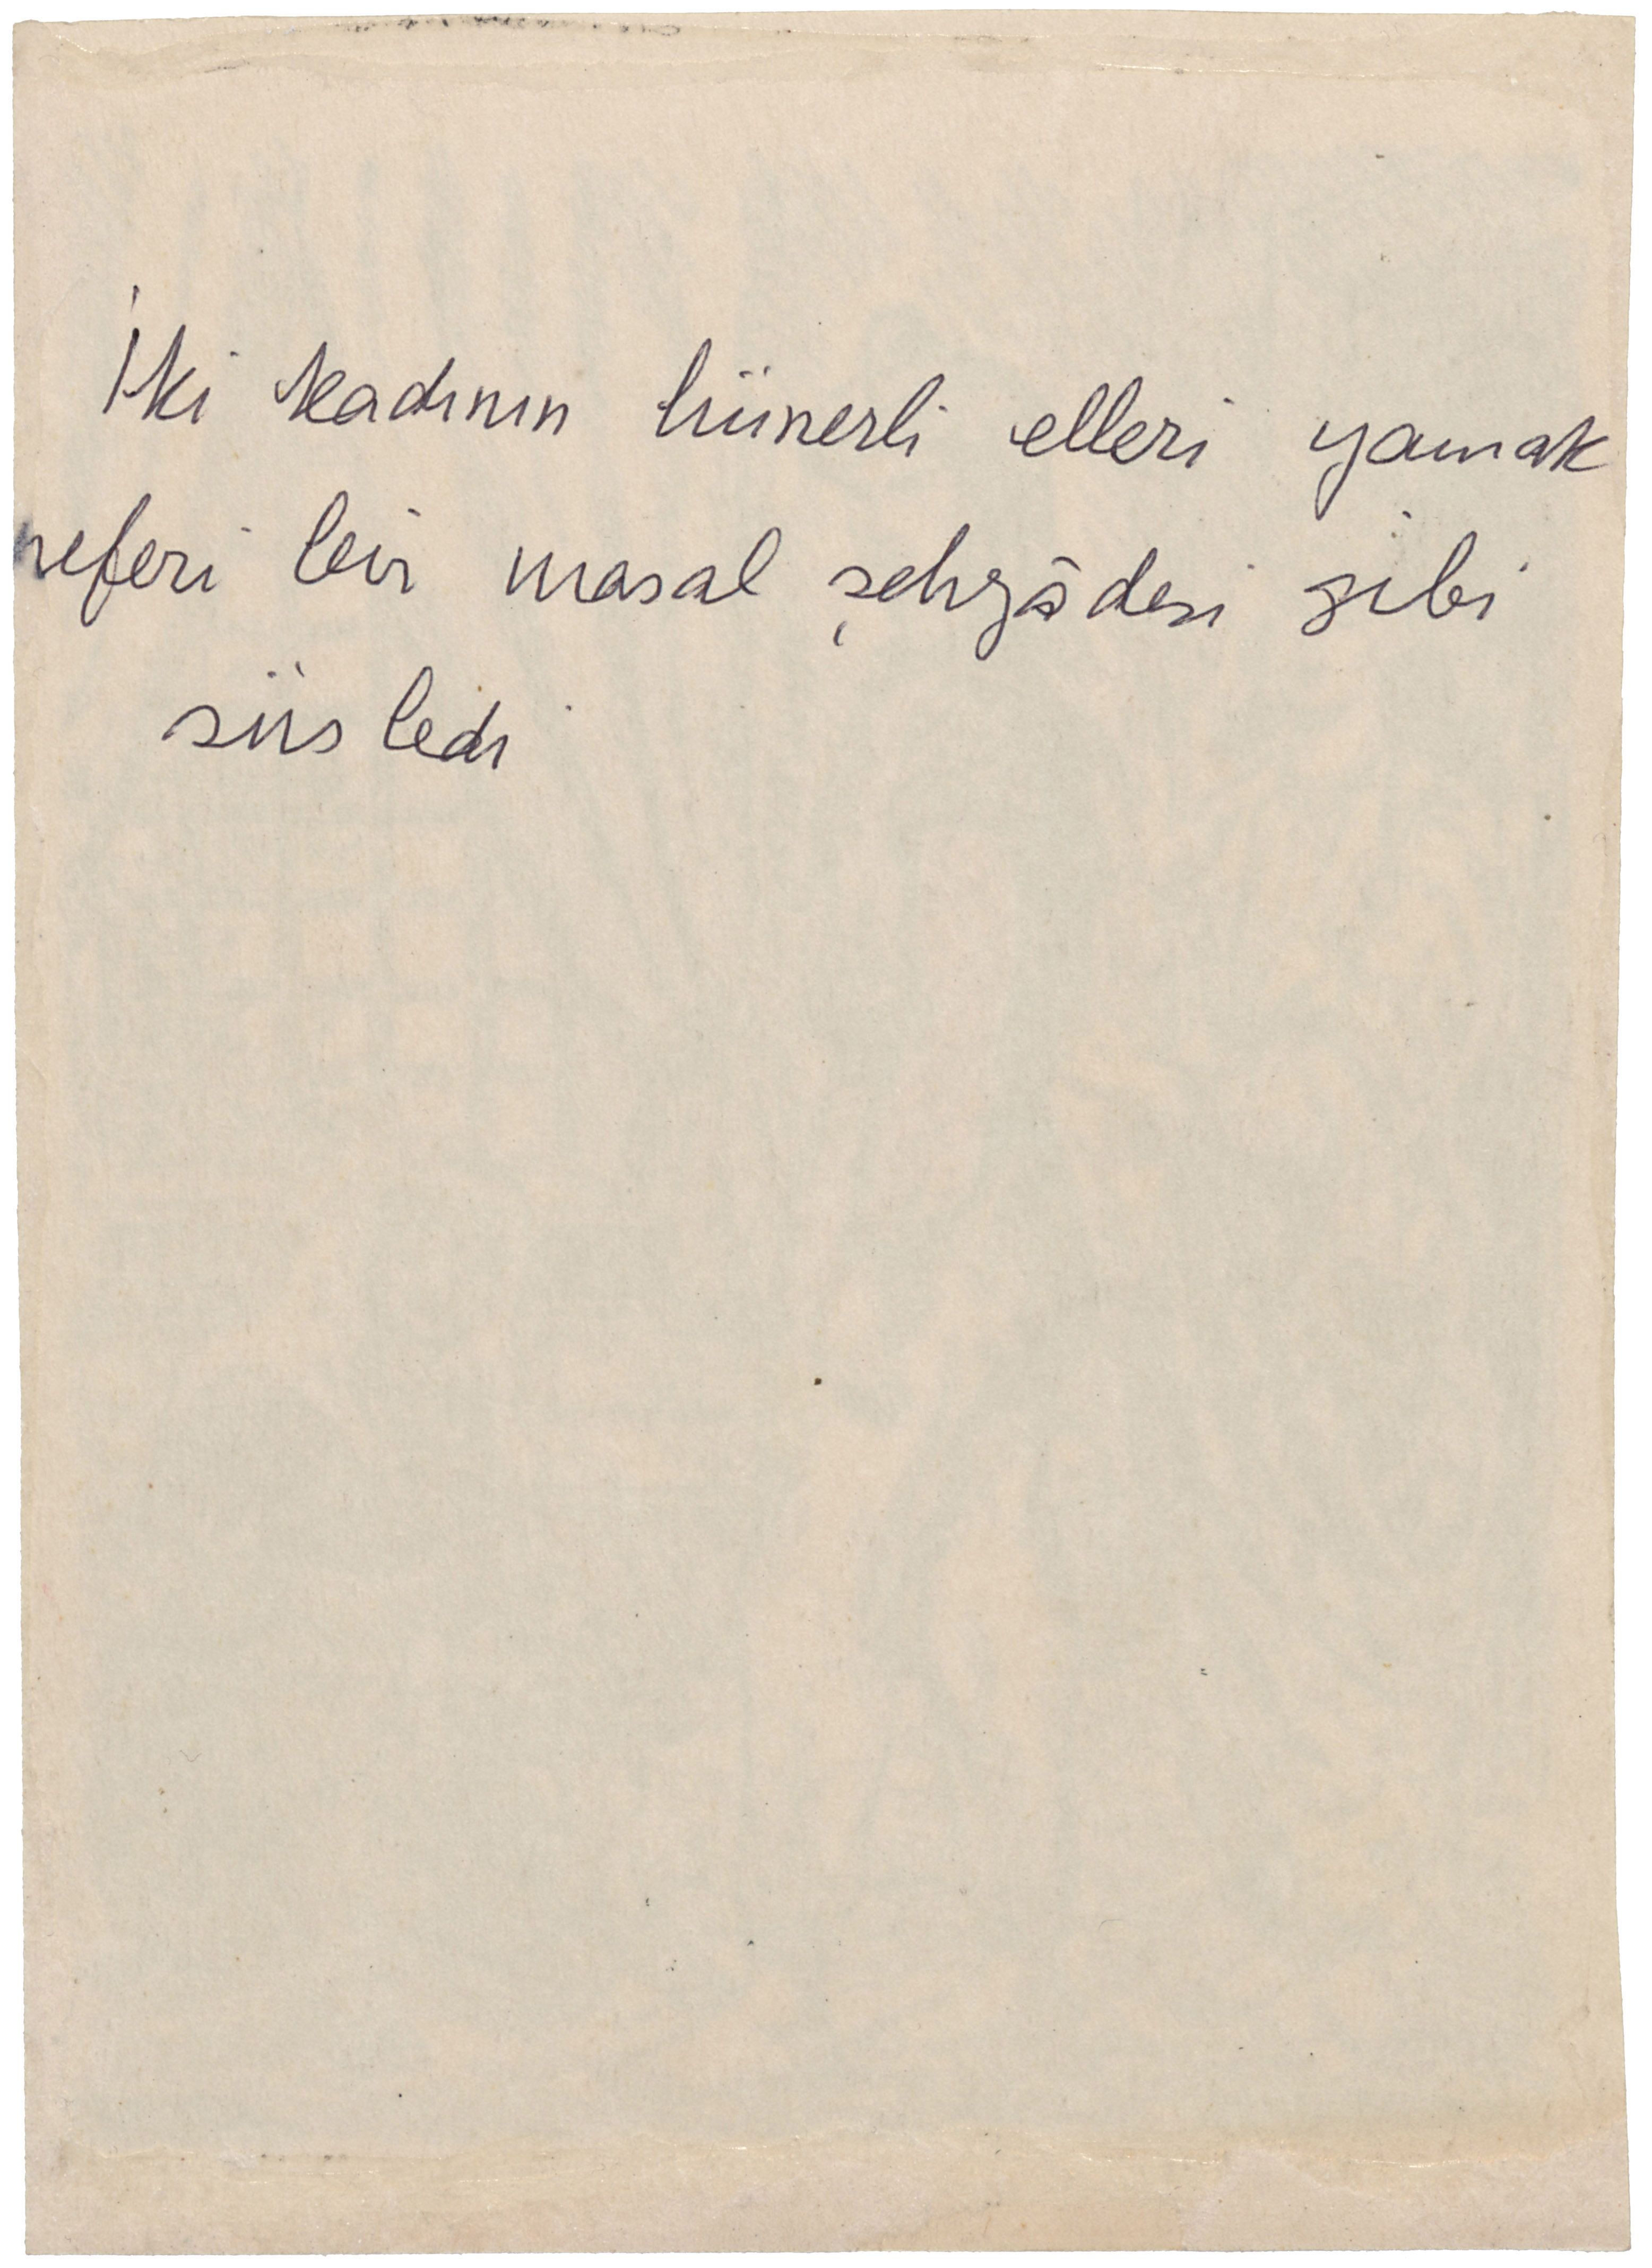 İki kadının hünerli elleri yamak
neferi bir masal şehzâdesi gibi
süsledi